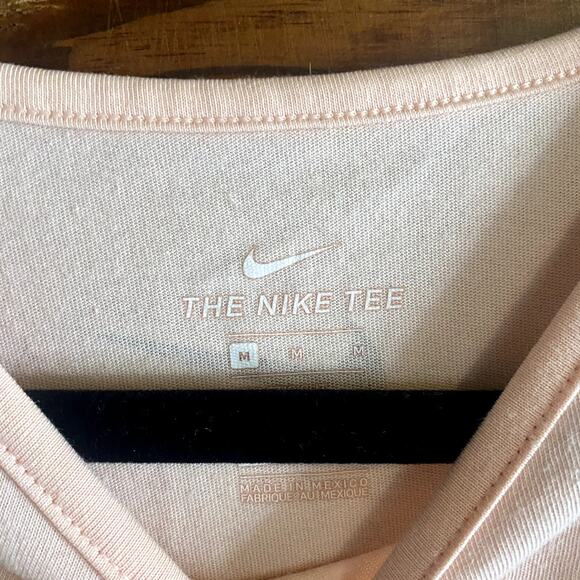 THE NIKE TEE
M M M
MADE IN MEXICO
FABRIQUÉ AU MEXIQUE